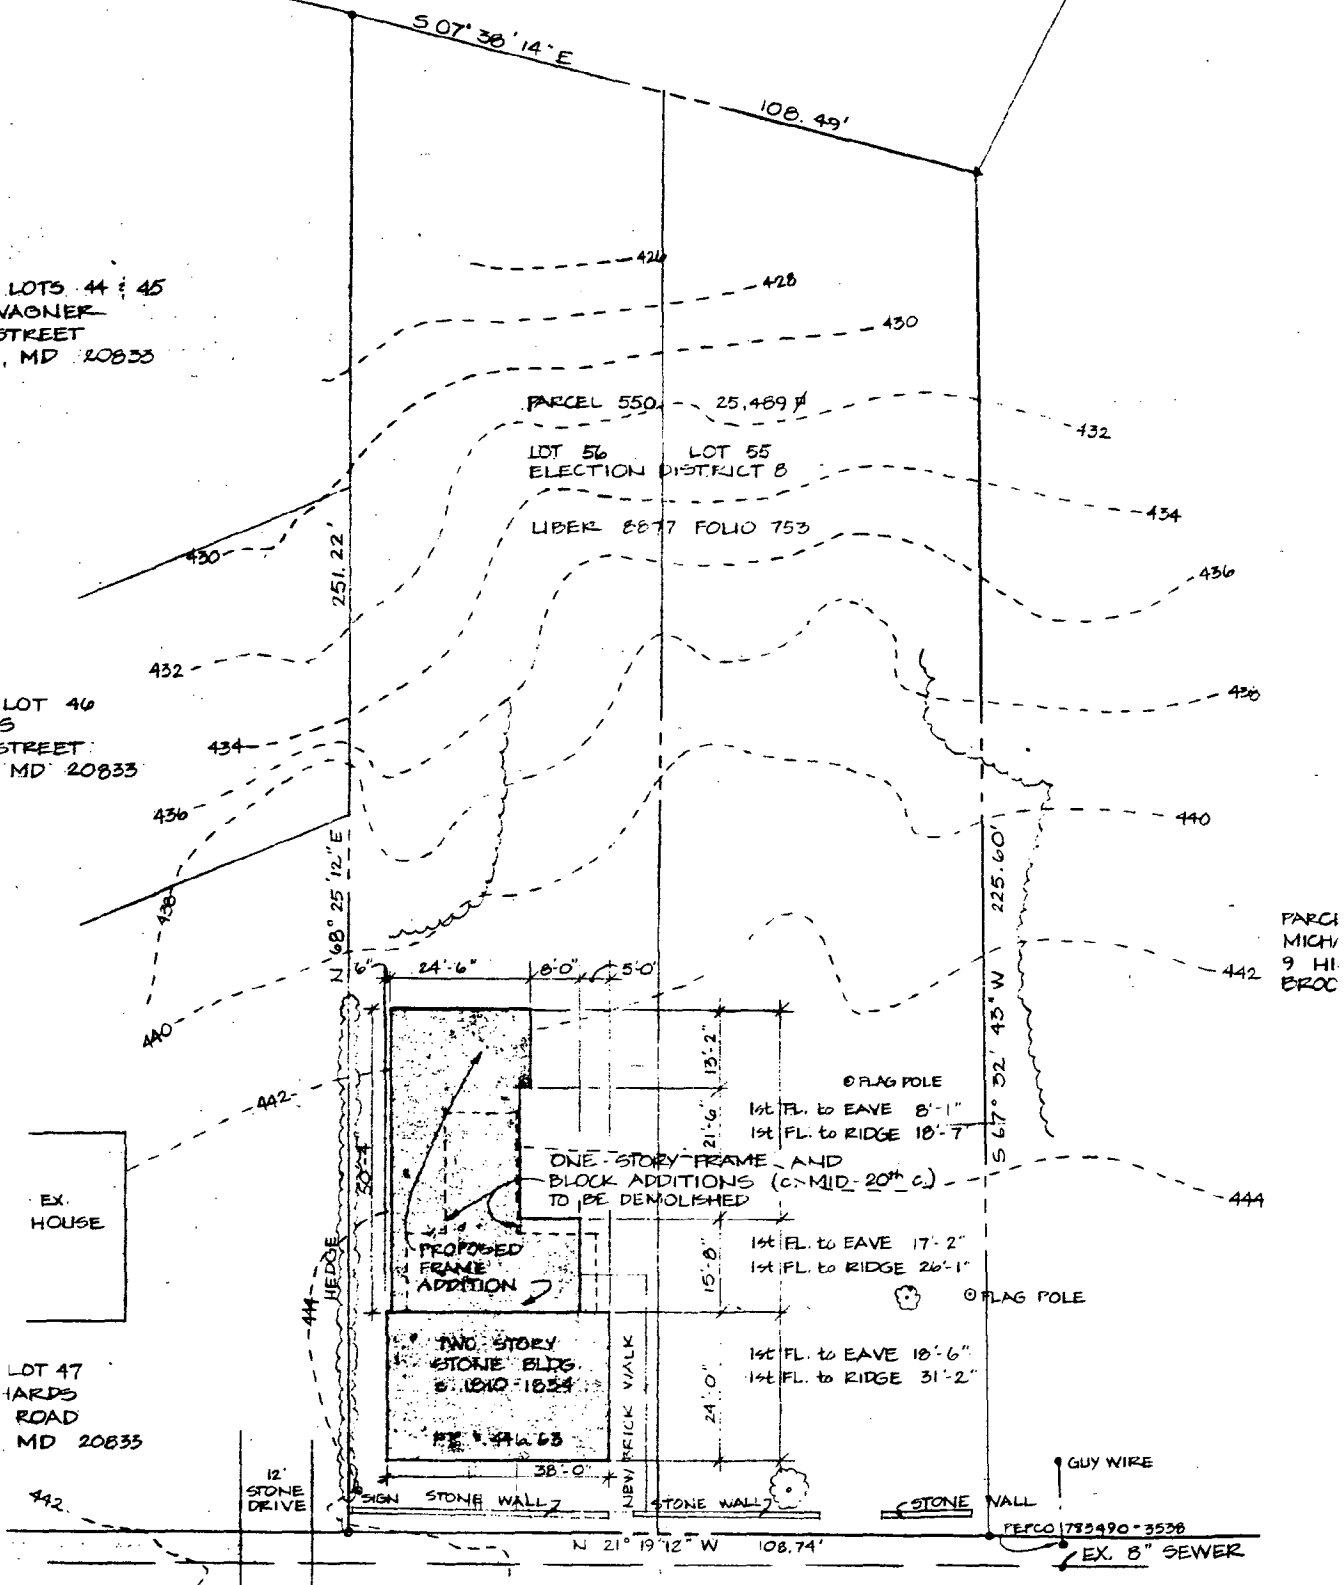 S 07° 38' 14" E
108.49'
LOTS 44 & 45
WAGNER
STREET
, MD 20833
426
428
430
432
434
436
438
440
442
444
PARCEL 550
25,489
LOT 56
LOT 55
ELECTION DISTRICT 8
LIBER 8877 FOLIO 753
251.22'
N 68° 25' 12" E
430
432
434
436
438
440
442
444
LOT 46
S
STREET
MD 20833
225.60'
S 67° 32' 43" W
PARCE
MICHA
9 HI
BROC
6"
24'-6"
8'-0"
5'-0"
13'-2"
21'-6"
15'-8"
24'-0"
50'-4"
FLAG POLE
1st FL. to EAVE 8'-1"
1st FL. to RIDGE 18'-7"
ONE-STORY FRAME AND
BLOCK ADDITIONS (c. MID-20th c.)
TO BE DEMOLISHED
EX.
HOUSE
HEDGE
PROPOSED
FRAME
ADDITION
1st FL. to EAVE 17'-2"
1st FL. to RIDGE 26'-1"
FLAG POLE
TWO STORY
STONE BLDG.
c. 1810-1834
1st FL. to EAVE 18'-6"
1st FL. to RIDGE 31'-2"
NEW BRICK WALK
LOT 47
HARDS
ROAD
MD 20833
442
12'
STONE
DRIVE
38'-0"
SIGN
STONE WALL
STONE WALL
STONE WALL
GUY WIRE
PEPCO 783490-3538
EX. 8" SEWER
N 21° 19' 12" W 108.74'